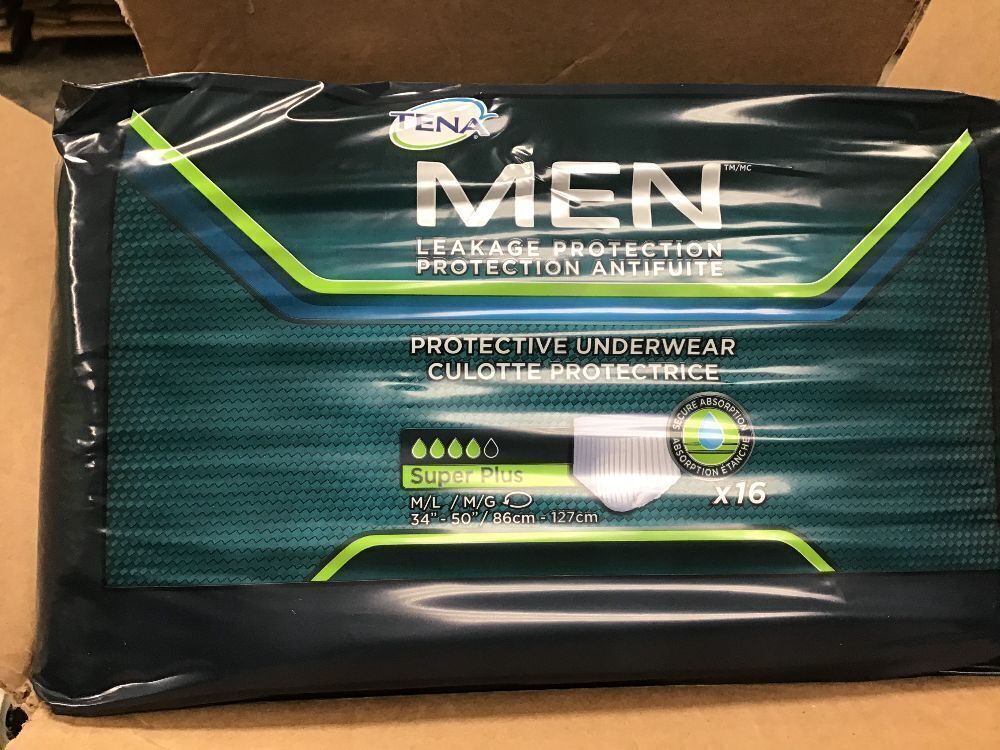 TENA
MEN TM/MC
LEAKAGE PROTECTION
PROTECTION ANTIFUITE
PROTECTIVE UNDERWEAR
CULOTTE PROTECTRICE
SECURE ABSORPTION
ABSORPTION ÉTANCHE
Super Plus
x16
M/L / M/G
34" - 50" / 86cm - 127cm